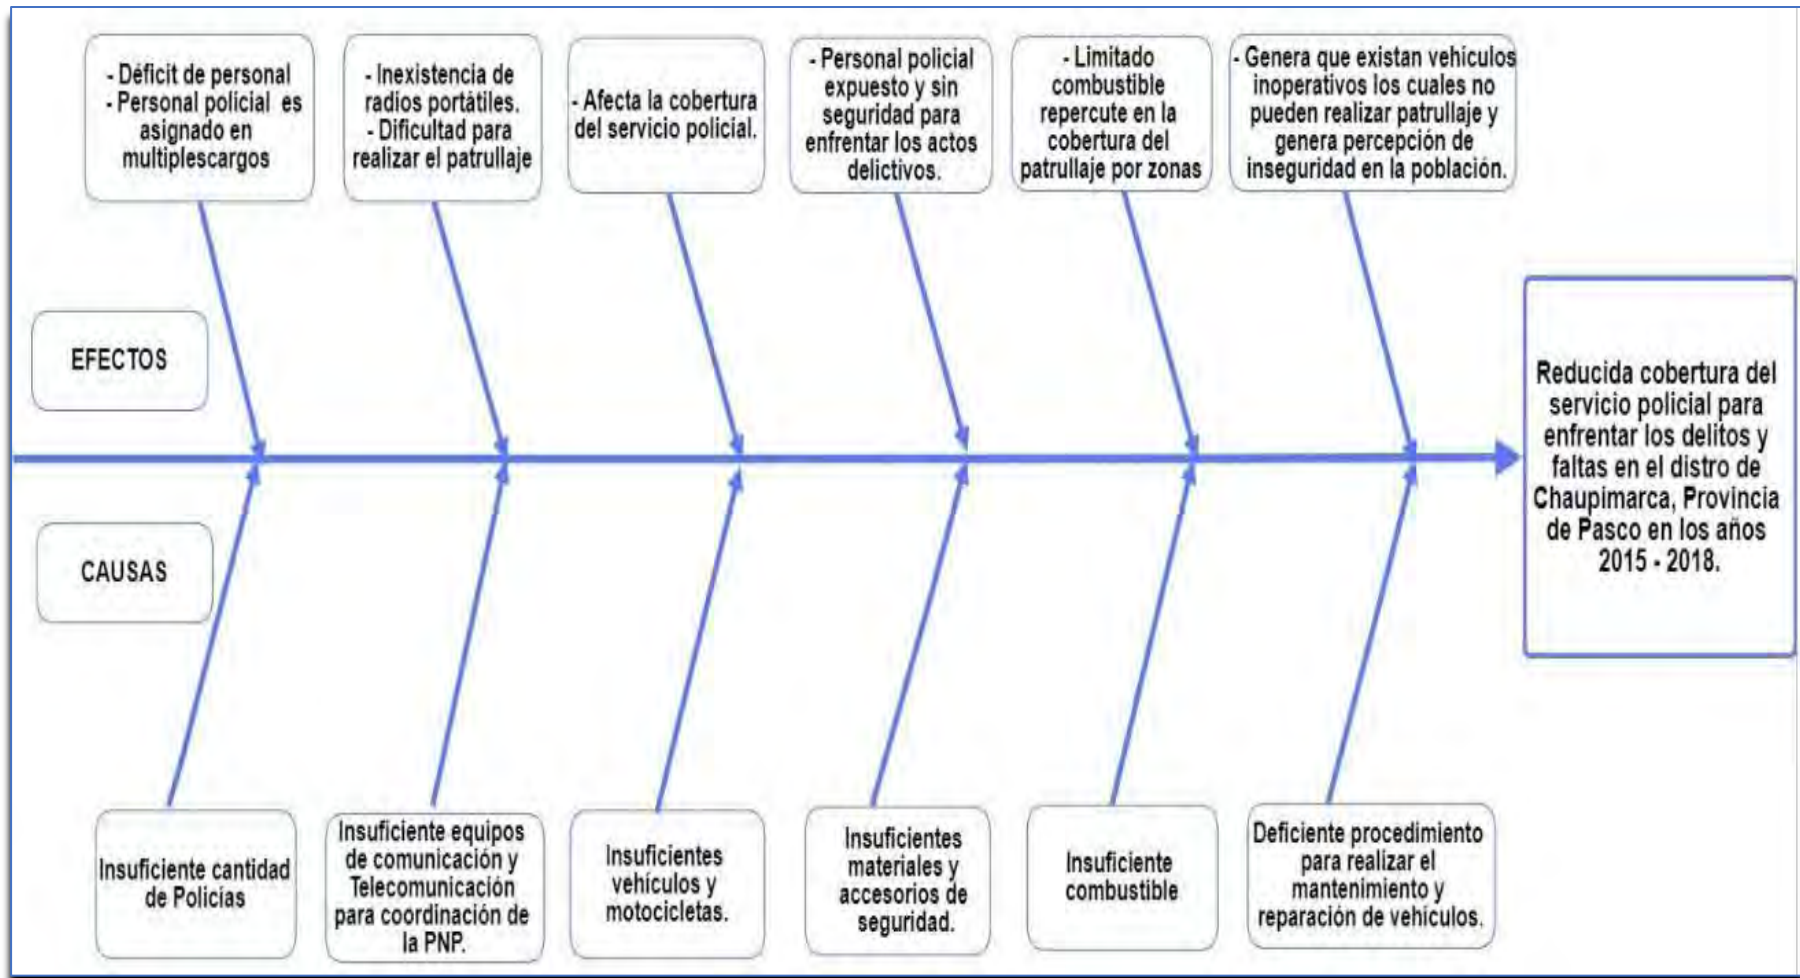 - Déficit de personal
- Personal policial es
asignado en
multiplescargos
- Inexistencia de
radios portátiles.
- Dificultad para
realizar el patrullaje
- Afecta la cobertura
del servicio policial.
- Personal policial
expuesto y sin
seguridad para
enfrentar los actos
delictivos.
- Limitado
combustible
repercute en la
cobertura del
patrullaje por zonas
- Genera que existan vehículos
inoperativos los cuales no
pueden realizar patrullaje y
genera percepción de
inseguridad en la población.
EFECTOS
Reducida cobertura del
servicio policial para
enfrentar los delitos y
faltas en el distro de
Chaupimarca, Provincia
de Pasco en los años
2015 - 2018.
CAUSAS
Insuficiente cantidad
de Policías
Insuficiente equipos
de comunicación y
Telecomunicación
para coordinación de
la PNP.
Insuficientes
vehículos y
motocicletas.
Insuficientes
materiales y
accesorios de
seguridad.
Insuficiente
combustible
Deficiente procedimiento
para realizar el
mantenimiento y
reparación de vehículos.